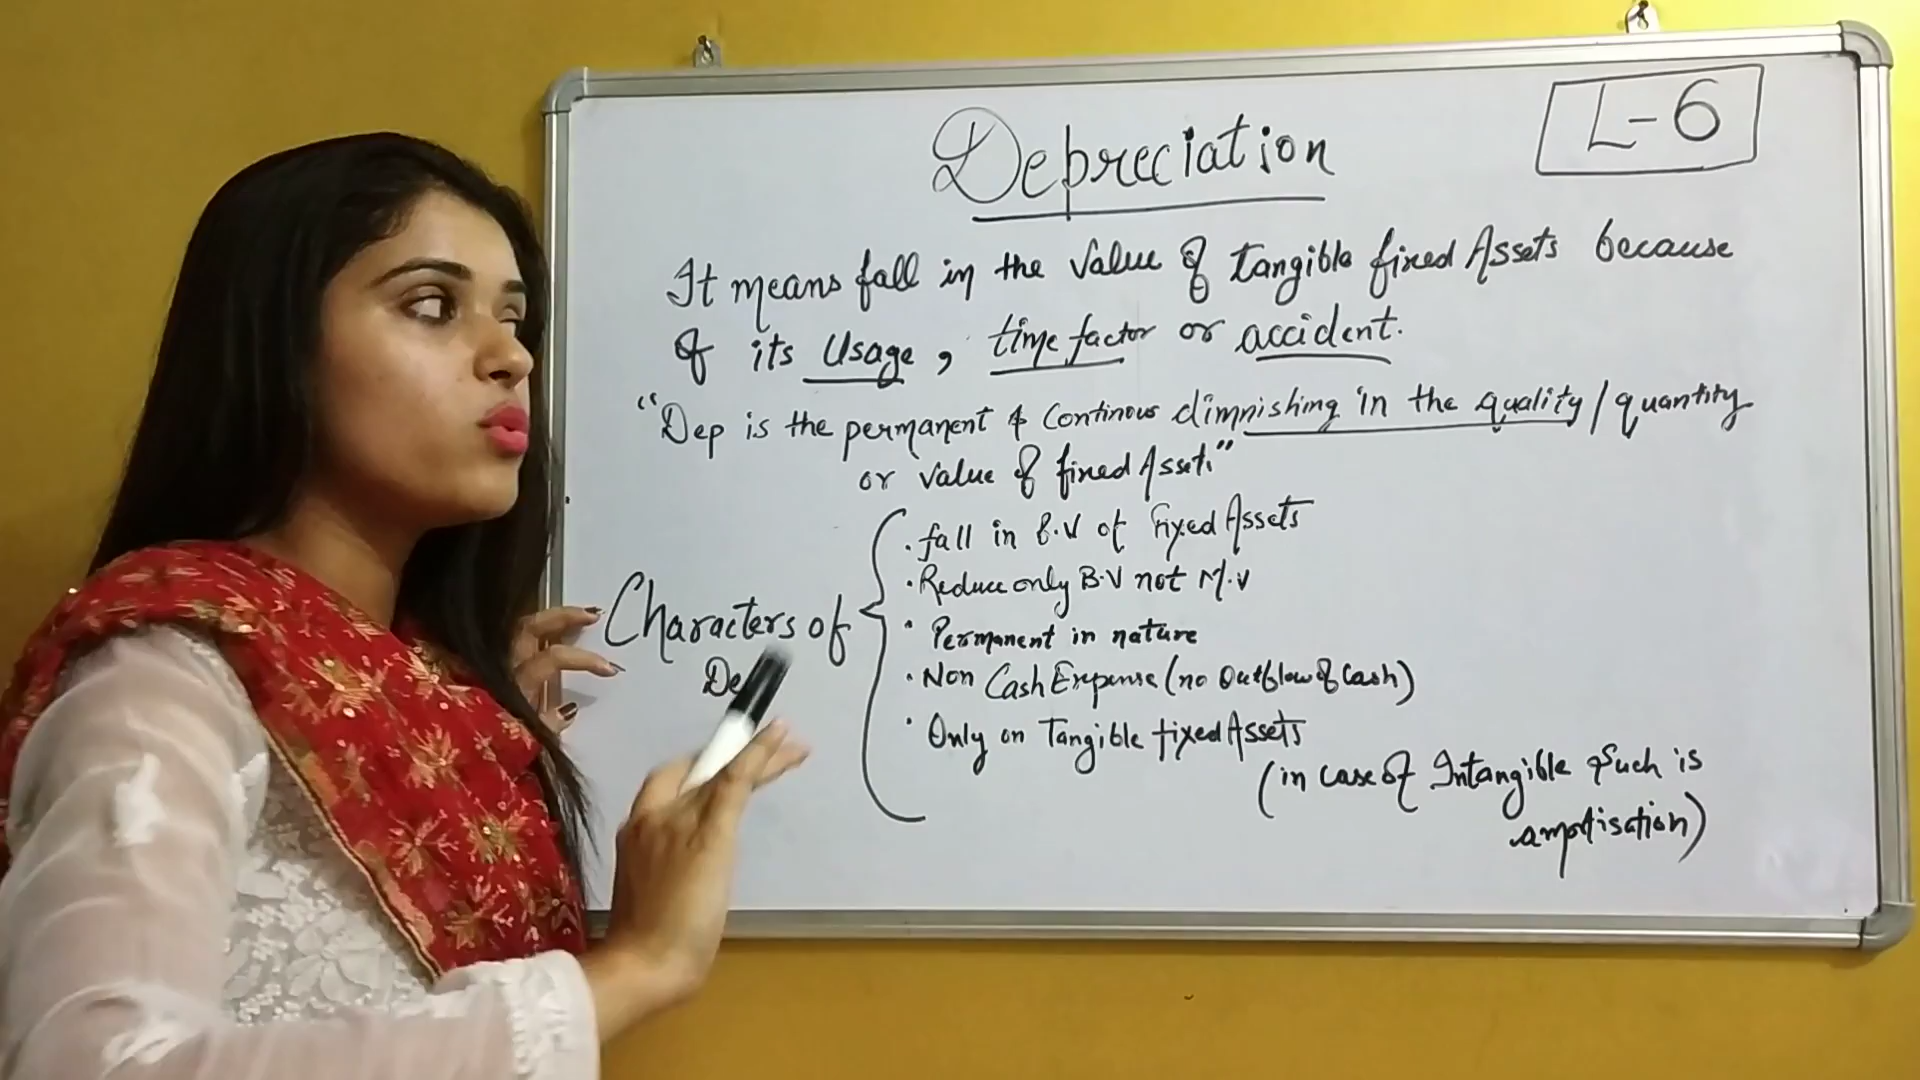 Depreciation
L-6
It means fall in the value of tangible fixed Assets because
of its usage, time factor or accident.
"Dep is the permanent & Continous diminishing in the quality/quantity
or value of fixed Asset."
Characters of
De
• fall in B.V of Fixed Assets
• Reduce only B.V not M.V
• Permanent in nature
• Non Cash Expense (no Outflow of Cash)
• Only on Tangible fixed Assets
(in case of Intangible such is
amortisation)